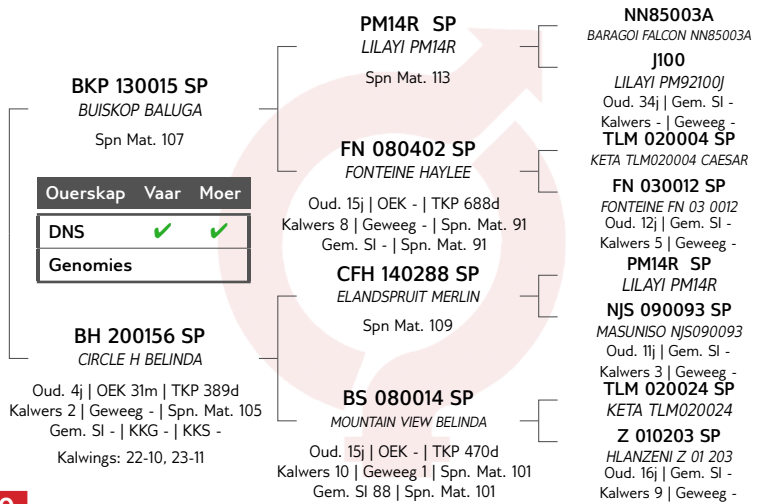 BKP 130015 SP
BUISKOP BALUGA
Spn Mat. 107
Ouerskap Vaar Moer
DNS ✔ ✔
Genomies
BH 200156 SP
CIRCLE H BELINDA
Oud. 4j | OEK 31m | TKP 389d
Kalwers 2 | Geweeg - | Spn. Mat. 105
Gem. SI - | KKG - | KKS -
Kalwings: 22-10, 23-11
PM14R SP
LILAYI PM14R
Spn Mat. 113
FN 080402 SP
FONTEINE HAYLEE
Oud. 15j | OEK - | TKP 688d
Kalwers 8 | Geweeg - | Spn. Mat. 91
Gem. SI - | Spn. Mat. 91
CFH 140288 SP
ELANDSPRUIT MERLIN
Spn Mat. 109
BS 080014 SP
MOUNTAIN VIEW BELINDA
Oud. 15j | OEK - | TKP 470d
Kalwers 10 | Geweeg 1 | Spn. Mat. 101
Gem. SI 88 | Spn. Mat. 101
NN85003A
BARAGOI FALCON NN85003A
J100
LILAYI PM92100J
Oud. 34j | Gem. SI -
Kalwers - | Geweeg -
TLM 020004 SP
KETA TLM020004 CAESAR
FN 030012 SP
FONTEINE FN 03 0012
Oud. 12j | Gem. SI -
Kalwers 5 | Geweeg -
PM14R SP
LILAYI PM14R
NJS 090093 SP
MASUNISO NJS090093
Oud. 11j | Gem. SI -
Kalwers 3 | Geweeg -
TLM 020024 SP
KETA TLM020024
Z 010203 SP
HLANZENI Z 01 203
Oud. 16j | Gem. SI -
Kalwers 9 | Geweeg -